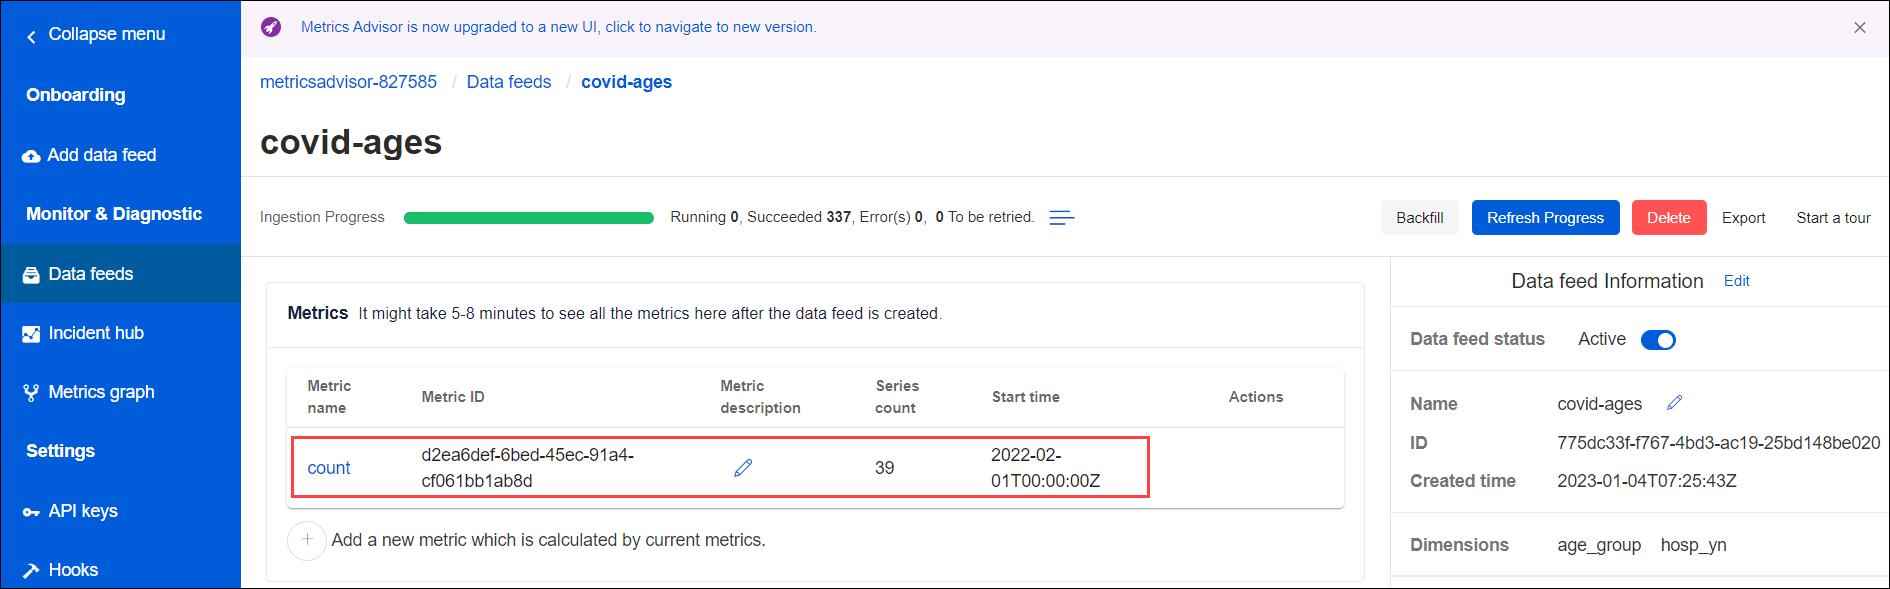 Collapse menu
Onboarding
Add data feed
Monitor & Diagnostic
Data feeds
Incident hub
Metrics graph
Settings
API keys
Hooks
Metrics Advisor is now upgraded to a new UI, click to navigate to new version.
metricsadvisor-827585 / Data feeds / covid-ages
covid-ages
Ingestion Progress Running 0, Succeeded 337, Error(s) 0, 0 To be retried.
Backfill Refresh Progress Delete Export Start a tour
Metrics It might take 5-8 minutes to see all the metrics here after the data feed is created.
Metric name
Metric ID
Metric description
Series count
Start time
Actions
count
d2ea6def-6bed-45ec-91a4-
cf061bb1ab8d
39
2022-02-
01T00:00:00Z
Add a new metric which is calculated by current metrics.
Data feed Information Edit
Data feed status Active
Name covid-ages
ID 775dc33f-f767-4bd3-ac19-25bd148be020
Created time 2023-01-04T07:25:43Z
Dimensions age_group hosp_yn